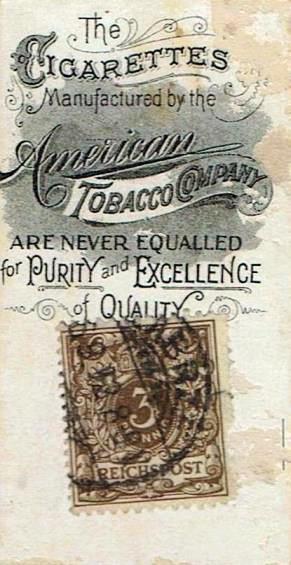 The
CIGARETTES
Manufactured by the
American
TOBACCO COMPANY
ARE NEVER EQUALLED
for PURITY and EXCELLENCE
of QUALITY
3
PFENNIG
REICHSPOST